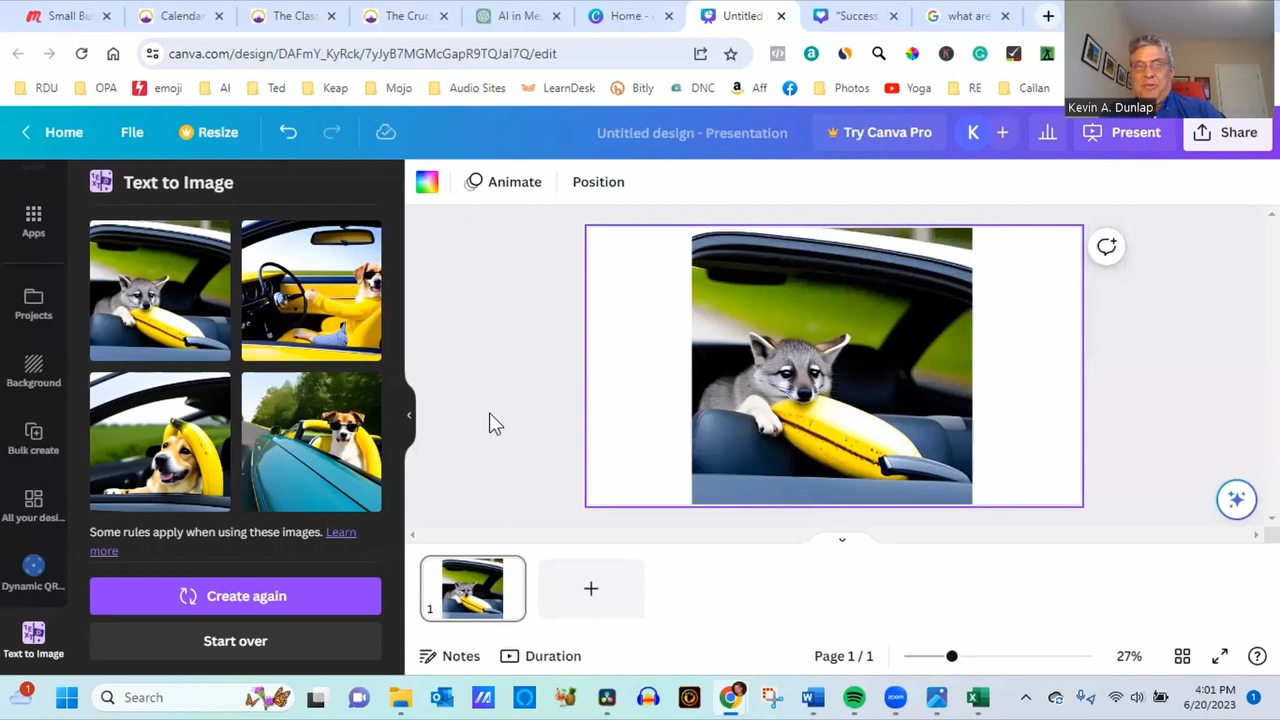 Small Bu...
Calendar
The Class
The Cruc
AI in Me:
Home -
Untitled
"Success
what are
canva.com/design/DAFmY_KyRck/7yJyB7MGMcGapR9TQJaI7Q/edit
RDU
OPA
emoji
AI
Ted
Keap
Mojo
Audio Sites
LearnDesk
Bitly
DNC
Aff
Photos
Yoga
RE
Callan
Kevin A. Dunlap
Home
File
Resize
Untitled design - Presentation
Try Canva Pro
K
Present
Share
Text to Image
Animate
Position
Apps
Projects
Background
Bulk create
All your desi...
Dynamic QR...
Text to Image
Some rules apply when using these images. Learn
more
Create again
Start over
1
Notes
Duration
Page 1 / 1
27%
1
Search
4:01 PM
6/20/2023
1